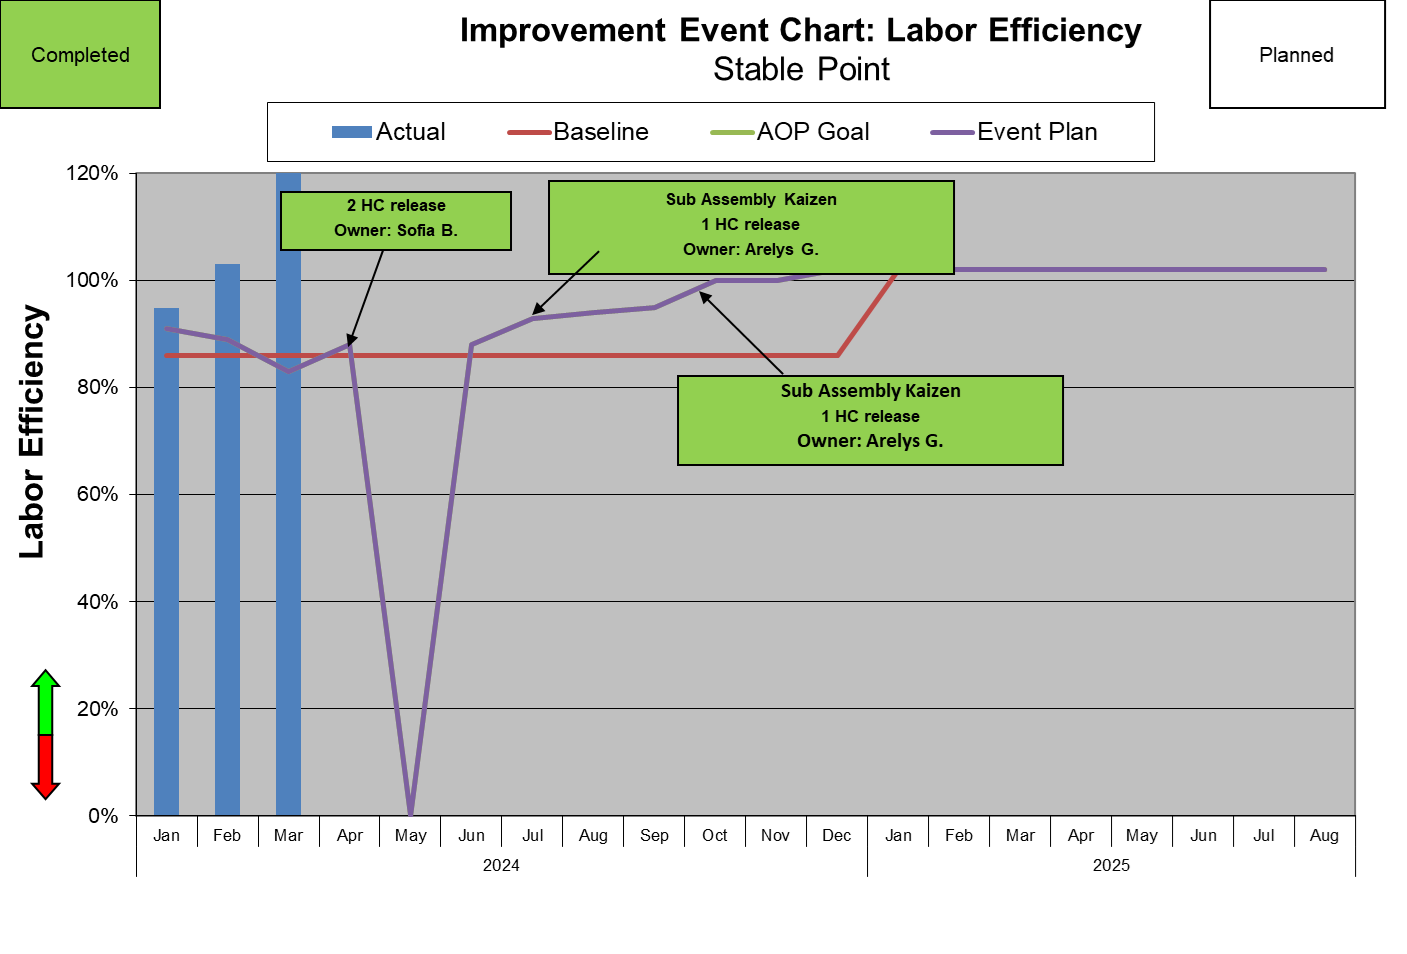 Completed
Improvement Event Chart: Labor Efficiency
Stable Point
Planned
Actual
Baseline
AOP Goal
Event Plan
120%
100%
80%
60%
40%
20%
0%
Labor Efficiency
2 HC release
Owner: Sofia B.
Sub Assembly Kaizen
1 HC release
Owner: Arelys G.
Sub Assembly Kaizen
1 HC release
Owner: Arelys G.
Jan Feb Mar Apr May Jun Jul Aug Sep Oct Nov Dec Jan Feb Mar Apr May Jun Jul Aug
2024 2025